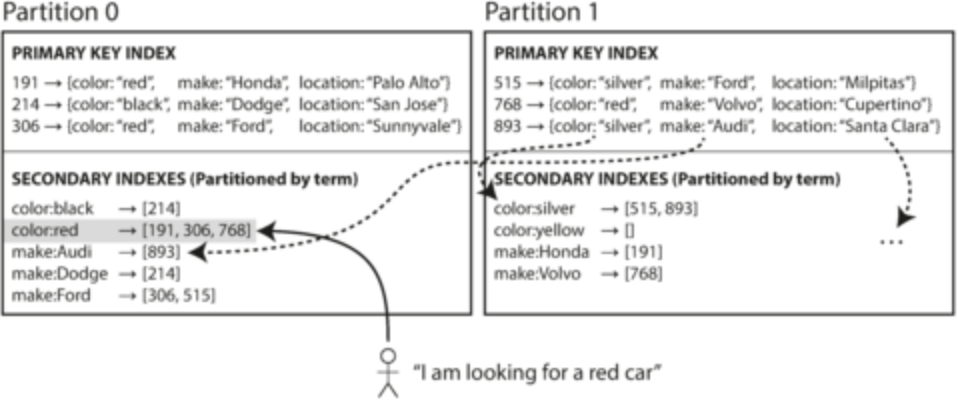 Partition 0
PRIMARY KEY INDEX
191 → {color: “red”, make: “Honda”, location: “Palo Alto”}
214 → {color: “black”, make: “Dodge”, location: “San Jose”}
306 → {color: “red”, make: “Ford”, location: “Sunnyvale”}
SECONDARY INDEXES (Partitioned by term)
color:black → [214]
color:red → [191, 306, 768]
make:Audi → [893]
make:Dodge → [214]
make:Ford → [306, 515]
Partition 1
PRIMARY KEY INDEX
515 → {color: “silver”, make: “Ford”, location: “Milpitas”}
768 → {color: “red”, make: “Volvo”, location: “Cupertino”}
893 → {color: “silver”, make: “Audi”, location: “Santa Clara”}
SECONDARY INDEXES (Partitioned by term)
color:silver → [515, 893]
color:yellow → []
make:Honda → [191]
make:Volvo → [768]
...
“I am looking for a red car”